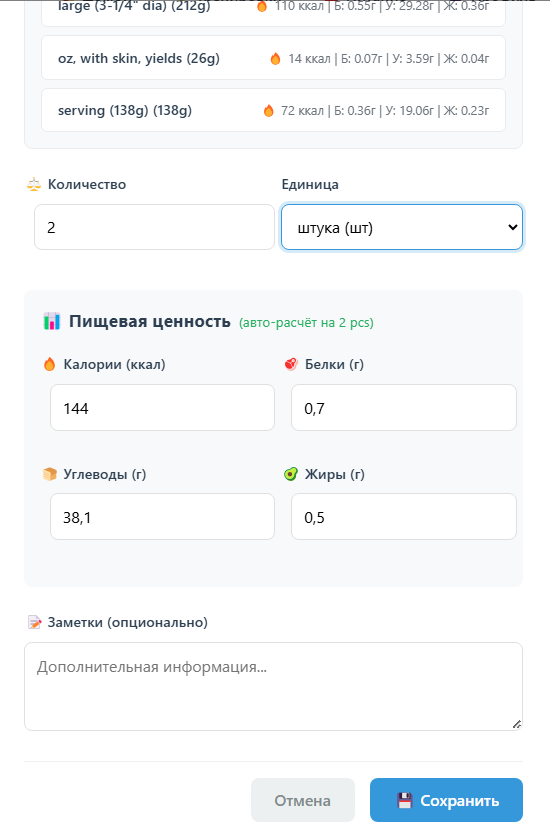 large (3-1/4" dia) (212g) 110 ккал | Б: 0.55г | У: 29.28г | Ж: 0.36г
oz, with skin, yields (26g) 14 ккал | Б: 0.07г | У: 3.59г | Ж: 0.04г
serving (138g) (138g) 72 ккал | Б: 0.36г | У: 19.06г | Ж: 0.23г
Количество Единица
2 штука (шт)
Пищевая ценность (авто-расчёт на 2 pcs)
Калории (ккал) Белки (г)
144 0,7
Углеводы (г) Жиры (г)
38,1 0,5
Заметки (опционально)
Дополнительная информация...
Отмена Сохранить